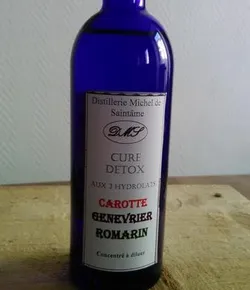 Distillerie Michel de
Saintâme
DMS
CURE
DETOX
AUX 3 HYDROLATS
CAROTTE
GENEVRIER
ROMARIN
Concentré à diluer